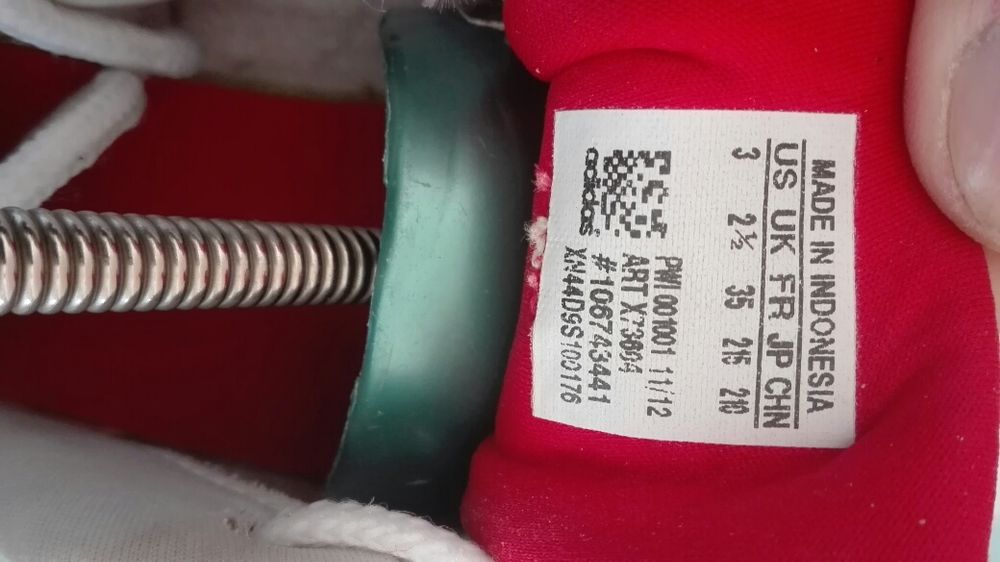 MADE IN INDONESIA
US UK FR JP CHN
3 2½ 35 215 210
PWI 001001 11/12
ART
#106743441
XN44D9S100176
adidas